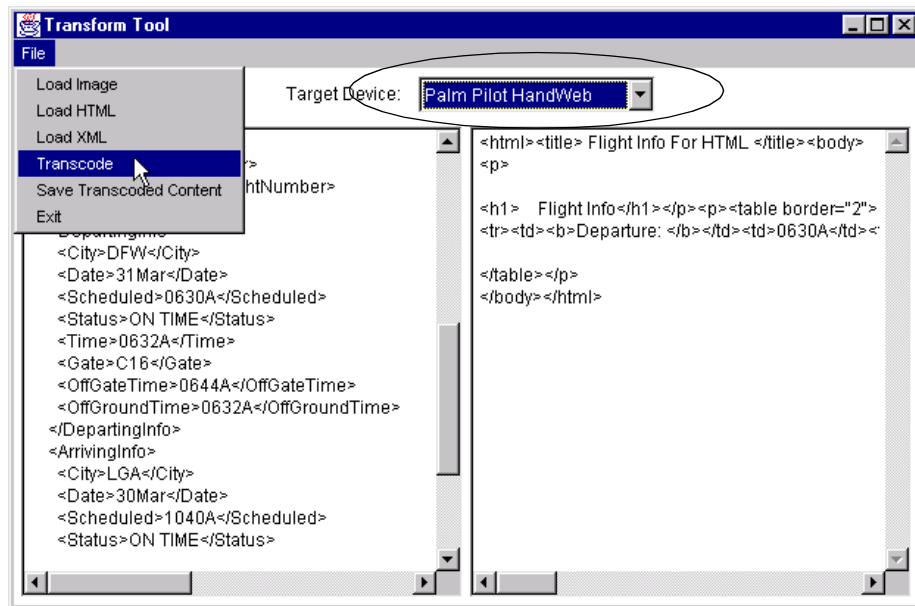 Transform Tool
File
Load Image
Load HTML
Load XML
Transcode
Save Transcoded Content
Exit
Target Device: Palm Pilot HandWeb
htNumber>
<City>DFW</City>
<Date>31Mar</Date>
<Scheduled>0630A</Scheduled>
<Status>ON TIME</Status>
<Time>0632A</Time>
<Gate>C16</Gate>
<OffGateTime>0644A</OffGateTime>
<OffGroundTime>0632A</OffGroundTime>
</DepartingInfo>
<ArrivingInfo>
<City>LGA</City>
<Date>30Mar</Date>
<Scheduled>1040A</Scheduled>
<Status>ON TIME</Status>
<html><title> Flight Info For HTML </title><body>
<p>
<h1> Flight Info</h1></p><p><table border="2">
<tr><td><b>Departure: </b></td><td>0630A</td><
</table></p>
</body></html>